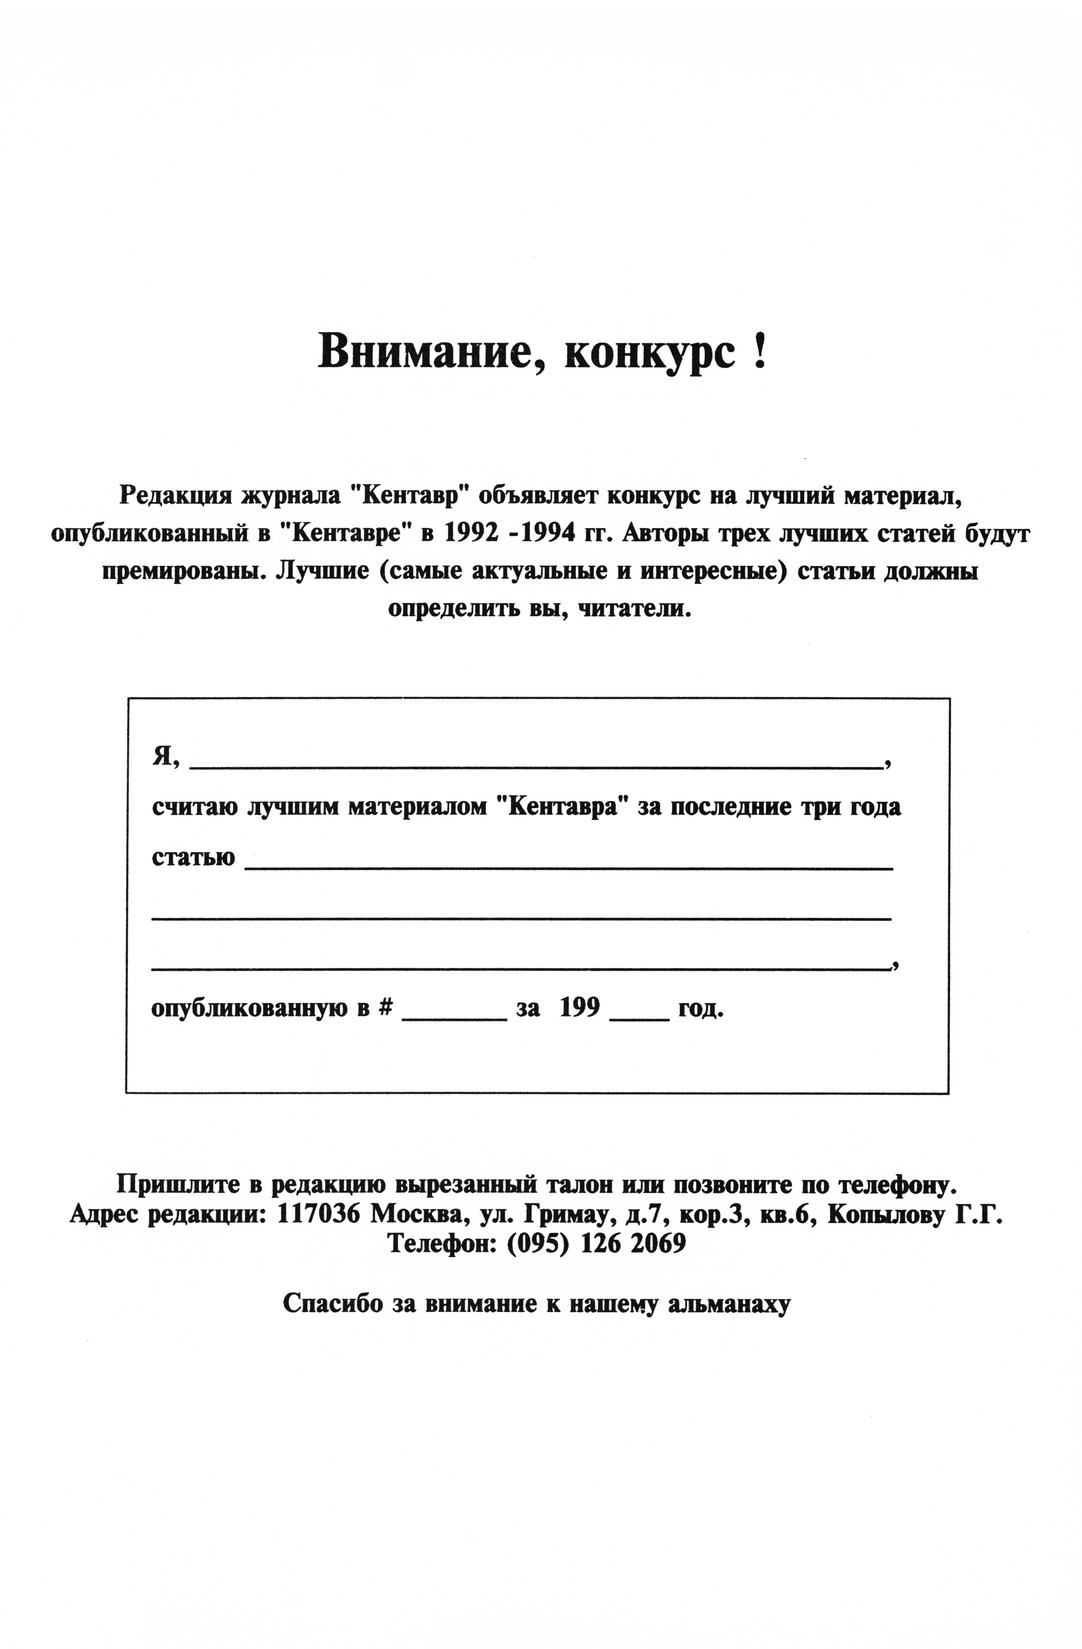 Внимание, конкурс !
Редакция журнала "Кентавр" объявляет конкурс на лучший материал,
опубликованный в "Кентавре" в 1992 -1994 гг. Авторы трех лучших статей будут
премированы. Лучшие (самые актуальные и интересные) статьи должны
определить вы, читатели.
Я, ,
считаю лучшим материалом "Кентавра" за последние три года
статью
,
опубликованную в # за 199 год.
Пришлите в редакцию вырезанный талон или позвоните по телефону.
Адрес редакции: 117036 Москва, ул. Гримау, д.7, кор.3, кв.6, Копылову Г.Г.
Телефон: (095) 126 2069
Спасибо за внимание к нашему альманаху